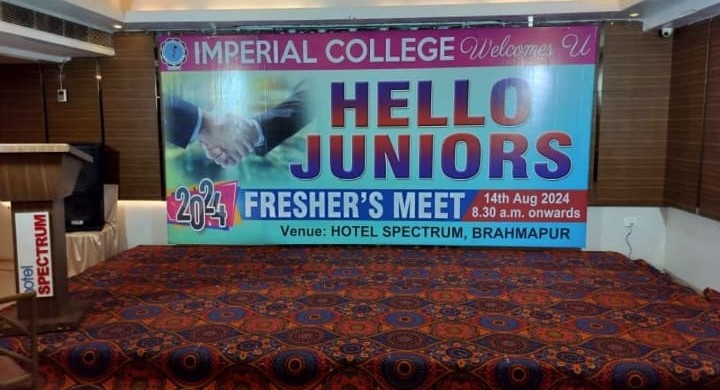 IMPERIAL COLLEGE Welcomes U
HELLO
JUNIORS
2024 FRESHER'S MEET
14th Aug 2024
8.30 a.m. onwards
Venue: HOTEL SPECTRUM, BRAHMAPUR
hotel SPECTRUM